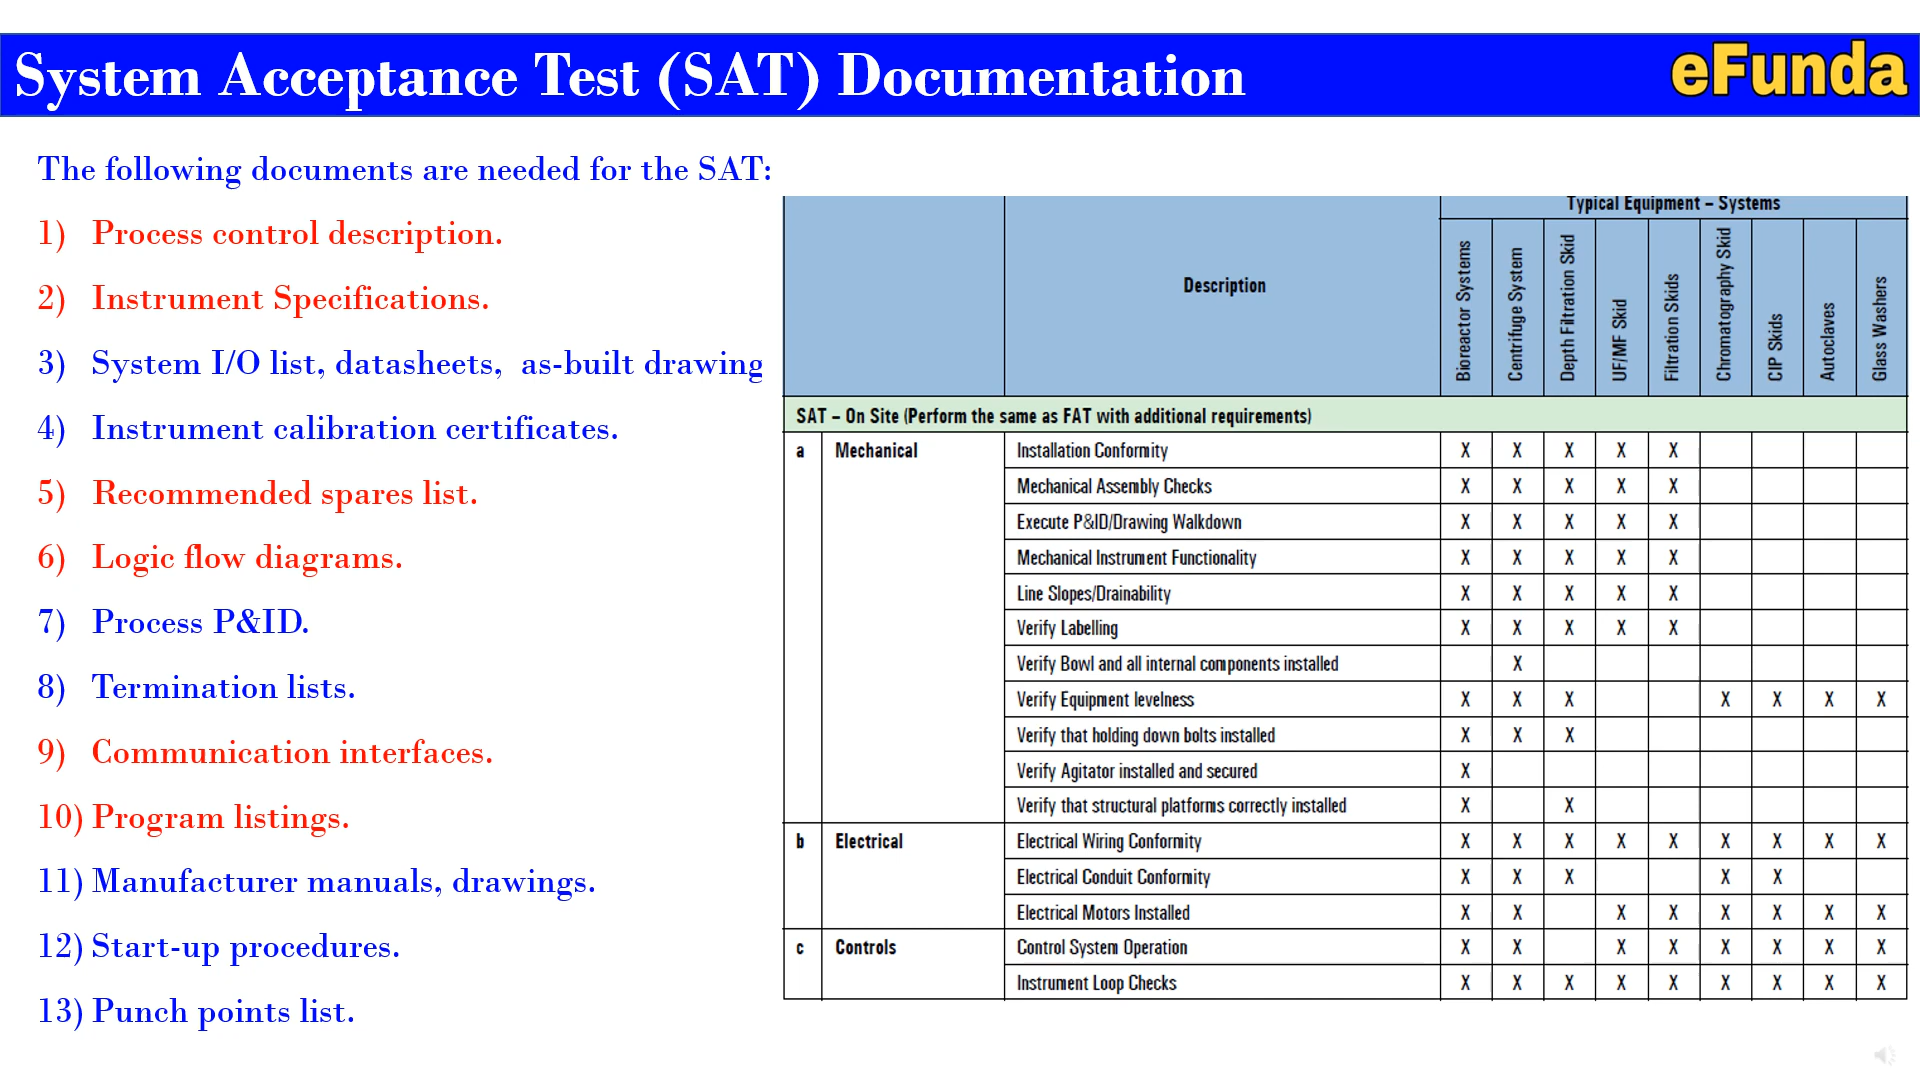 System Acceptance Test (SAT) Documentation
eFunda
The following documents are needed for the SAT:
1) Process control description.
2) Instrument Specifications.
3) System I/O list, datasheets, as-built drawing
4) Instrument calibration certificates.
5) Recommended spares list.
6) Logic flow diagrams.
7) Process P&ID.
8) Termination lists.
9) Communication interfaces.
10) Program listings.
11) Manufacturer manuals, drawings.
12) Start-up procedures.
13) Punch points list.
Typical Equipment – Systems
Description
Bioreactor Systems
Centrifuge System
Depth Filtration Skid
UF/MF Skid
Filtration Skids
Chromatography Skid
CIP Skids
Autoclaves
Glass Washers
SAT – On Site (Perform the same as FAT with additional requirements)
a Mechanical Installation Conformity X X X X X
Mechanical Assembly Checks X X X X X
Execute P&ID/Drawing Walkdown X X X X X
Mechanical Instrument Functionality X X X X X
Line Slopes/Drainability X X X X X
Verify Labelling X X X X X
Verify Bowl and all internal components installed X
Verify Equipment levelness X X X X X X X
Verify that holding down bolts installed X X X
Verify Agitator installed and secured X
Verify that structural platforms correctly installed X X
b Electrical Electrical Wiring Conformity X X X X X X X X X
Electrical Conduit Conformity X X X X X
Electrical Motors Installed X X X X X X X X
c Controls Control System Operation X X X X X X X X
Instrument Loop Checks X X X X X X X X X